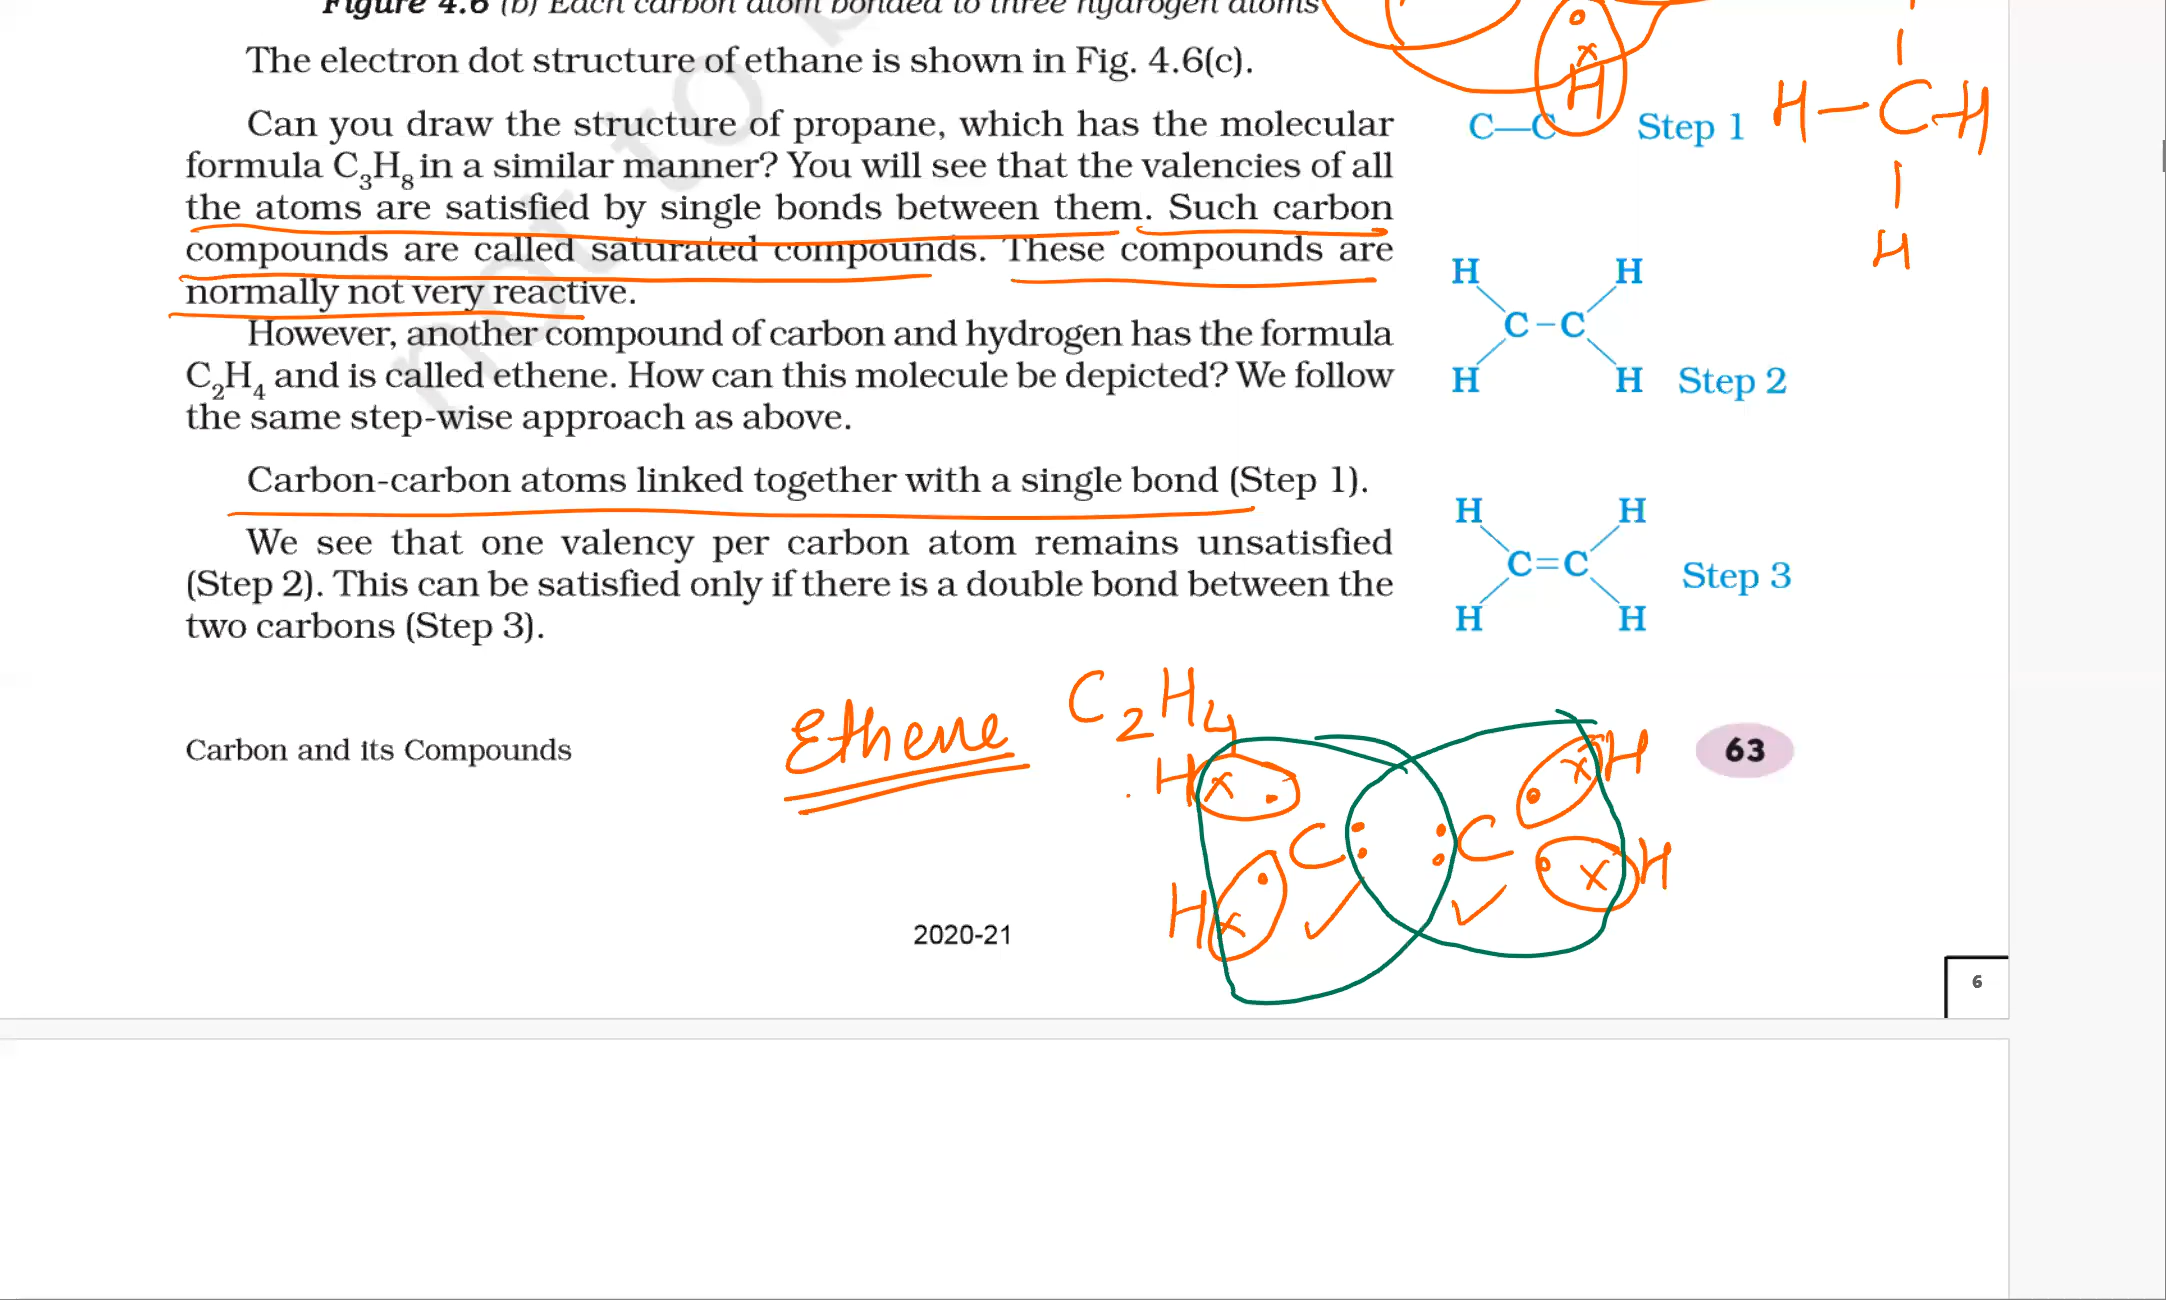 Figure 4.6 (b) Each carbon atom bonded to three hydrogen atoms
The electron dot structure of ethane is shown in Fig. 4.6(c).
Can you draw the structure of propane, which has the molecular
formula C₃H₈ in a similar manner? You will see that the valencies of all
the atoms are satisfied by single bonds between them. Such carbon
compounds are called saturated compounds. These compounds are
normally not very reactive.
However, another compound of carbon and hydrogen has the formula
C₂H₄ and is called ethene. How can this molecule be depicted? We follow
the same step-wise approach as above.
Carbon-carbon atoms linked together with a single bond (Step 1).
We see that one valency per carbon atom remains unsatisfied
(Step 2). This can be satisfied only if there is a double bond between the
two carbons (Step 3).
x
H
C—C Step 1
H–C–H
H
H H
C–C
H H Step 2
H H
C=C Step 3
H H
Ethene C₂H₄
H x x H
C C
H x x H
Carbon and its Compounds
63
2020-21
6
not to b